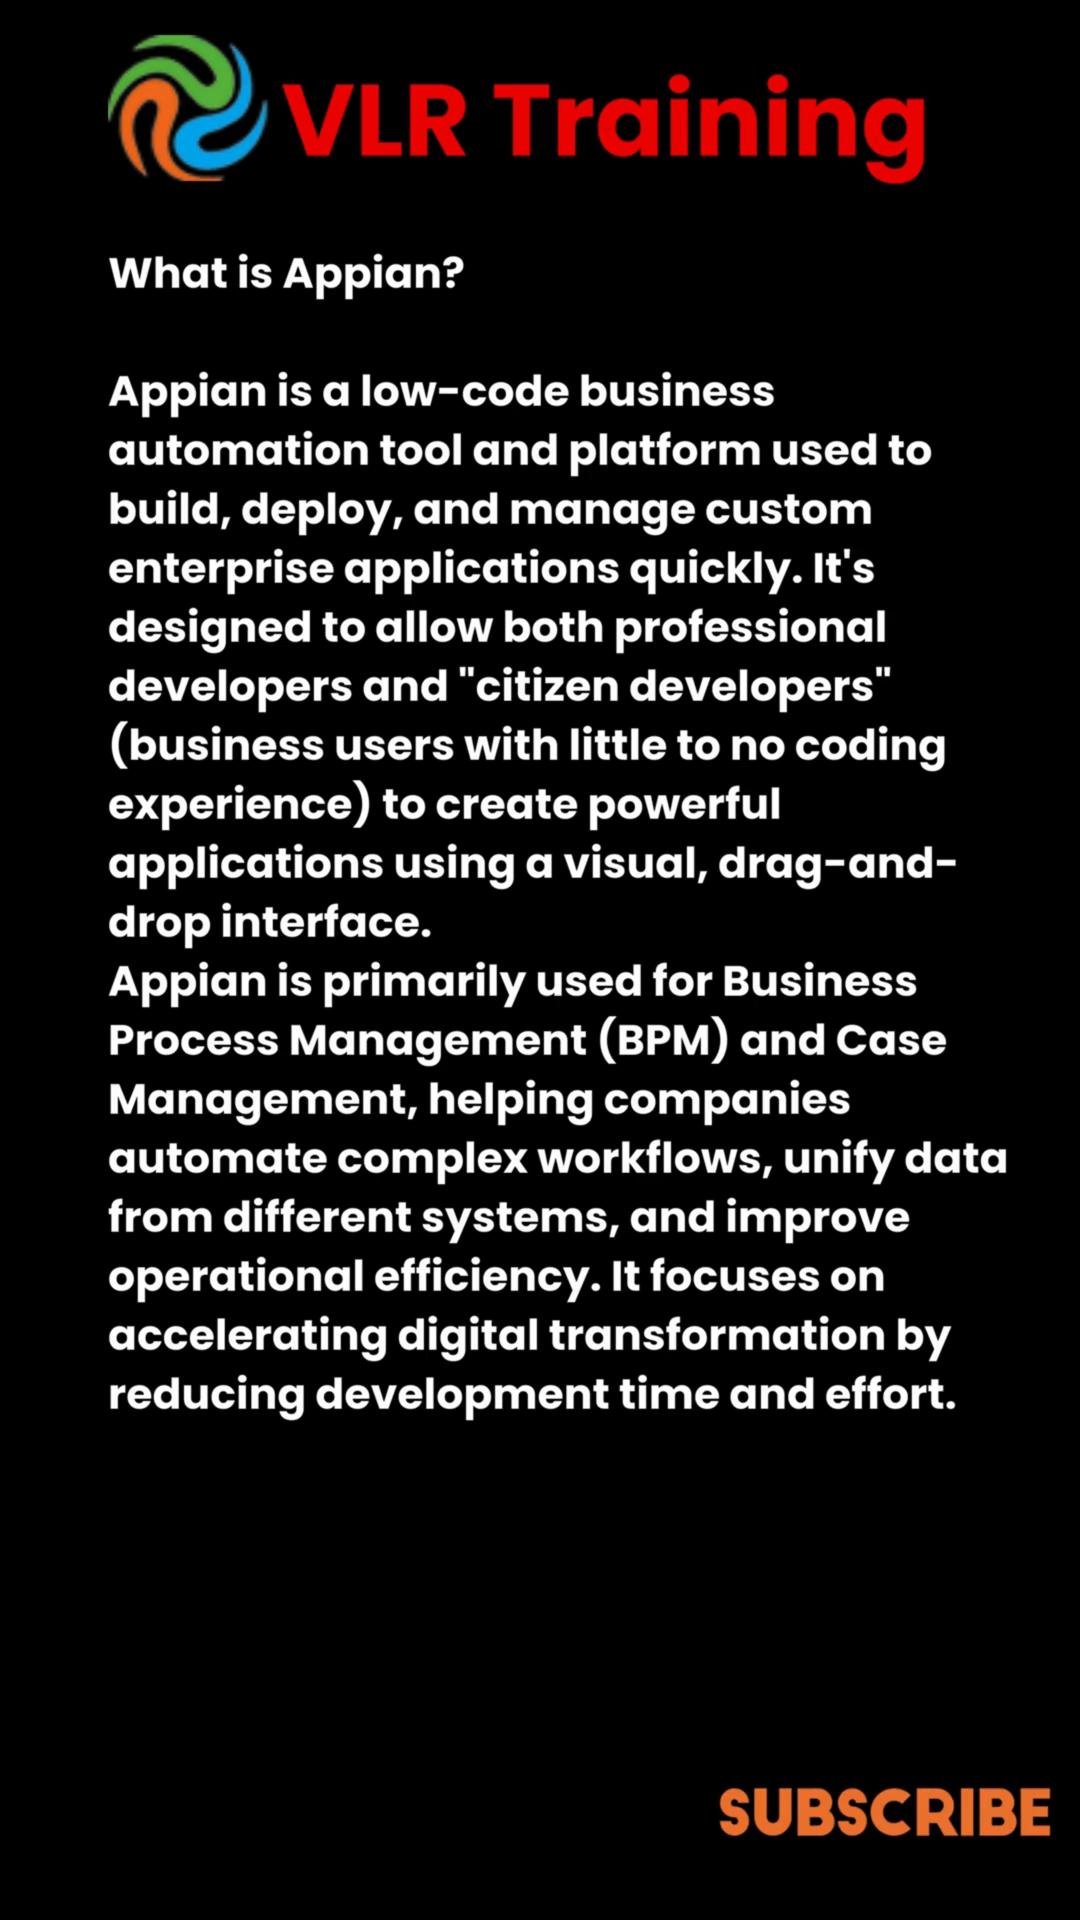 VLR Training
What is Appian?
Appian is a low-code business
automation tool and platform used to
build, deploy, and manage custom
enterprise applications quickly. It's
designed to allow both professional
developers and "citizen developers"
(business users with little to no coding
experience) to create powerful
applications using a visual, drag-and-
drop interface.
Appian is primarily used for Business
Process Management (BPM) and Case
Management, helping companies
automate complex workflows, unify data
from different systems, and improve
operational efficiency. It focuses on
accelerating digital transformation by
reducing development time and effort.
SUBSCRIBE